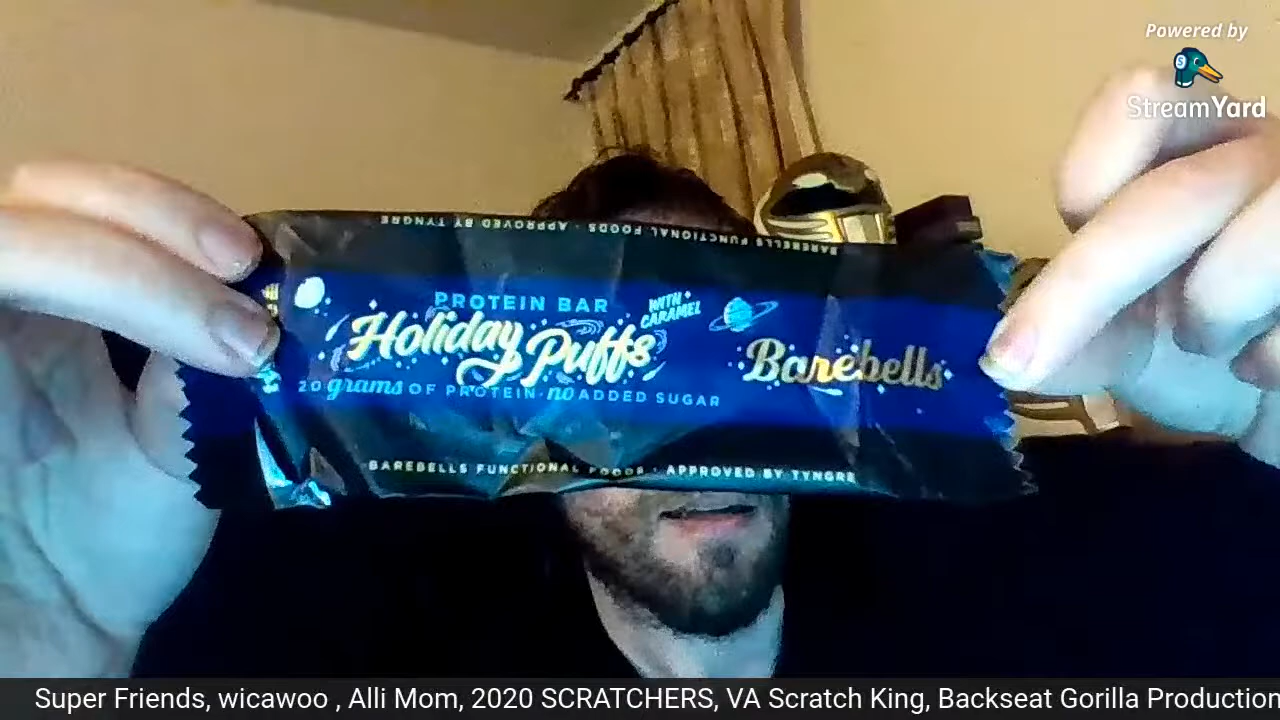 Powered by
StreamYard
BAREBELLS FUNCTIONAL FOODS · APPROVED BY TYNGRE
PROTEIN BAR
WITH CARAMEL
Holiday Puffs
Barebells
20 grams OF PROTEIN · no ADDED SUGAR
BAREBELLS FUNCTIONAL FOODS · APPROVED BY TYNGRE
Super Friends, wicawoo , Alli Mom, 2020 SCRATCHERS, VA Scratch King, Backseat Gorilla Production